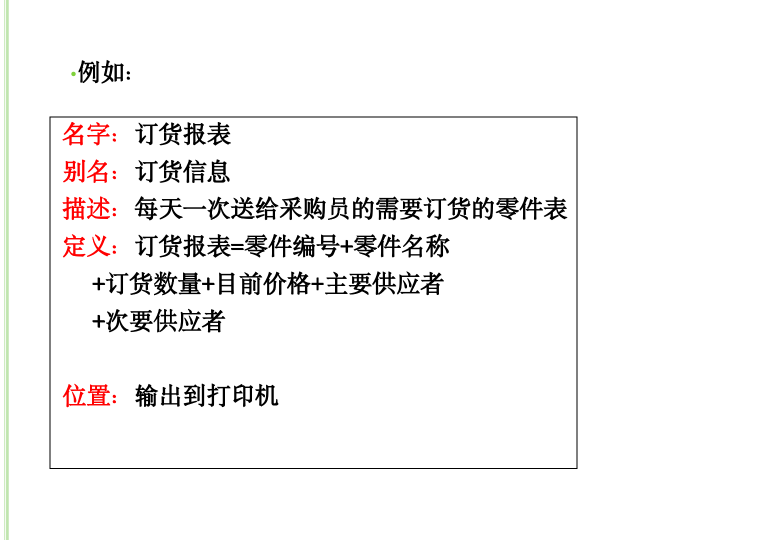 •例如：
名字：订货报表
别名：订货信息
描述：每天一次送给采购员的需要订货的零件表
定义：订货报表=零件编号+零件名称
+订货数量+目前价格+主要供应者
+次要供应者
位置：输出到打印机